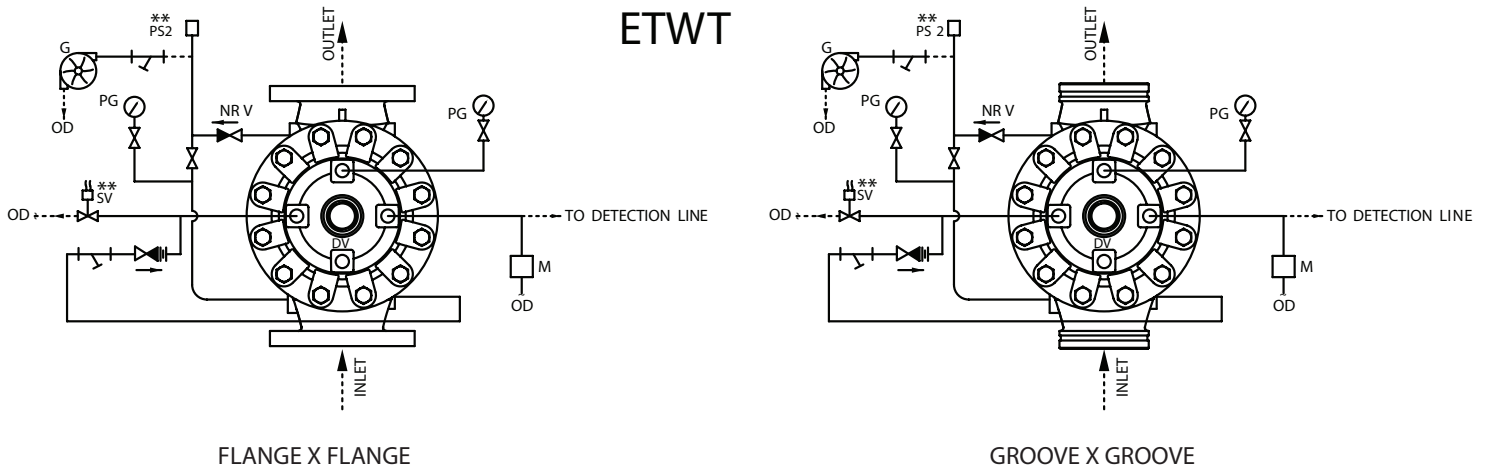 ETWT
**
PS2
OUTLET
G
PG
NR V
PG
OD
**
SV
OD
TO DETECTION LINE
DV
M
OD
INLET
FLANGE X FLANGE
**
PS 2
OUTLET
G
PG
NR V
PG
OD
**
SV
OD
TO DETECTION LINE
DV
M
OD
INLET
GROOVE X GROOVE